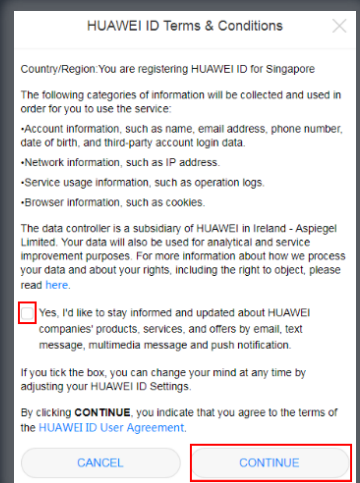 HUAWEI ID Terms & Conditions
Country/Region:You are registering HUAWEI ID for Singapore
The following categories of information will be collected and used in
order for you to use the service:
•Account information, such as name, email address, phone number,
date of birth, and third-party account login data.
•Network information, such as IP address.
•Service usage information, such as operation logs.
•Browser information, such as cookies.
The data controller is a subsidiary of HUAWEI in Ireland - Aspiegel
Limited. Your data will also be used for analytical and service
improvement purposes. For more information about how we process
your data and about your rights, including the right to object, please
read here.
Yes, I'd like to stay informed and updated about HUAWEI
companies' products, services, and offers by email, text
message, multimedia message and push notification.
If you tick the box, you can change your mind at any time by
adjusting your HUAWEI ID Settings.
By clicking CONTINUE, you indicate that you agree to the terms of
the HUAWEI ID User Agreement.
CANCEL
CONTINUE